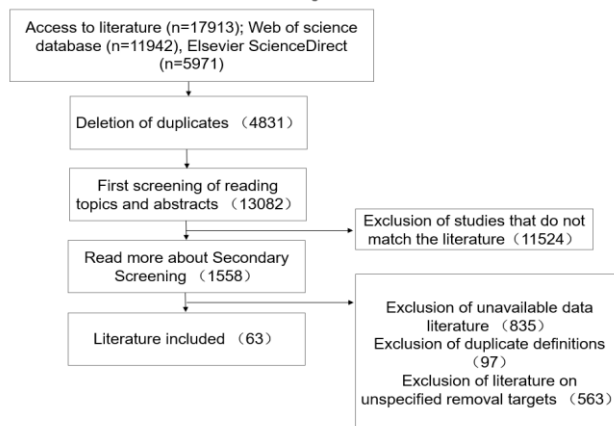 Access to literature (n=17913); Web of science
database (n=11942), Elsevier ScienceDirect
(n=5971)
Deletion of duplicates （4831）
First screening of reading
topics and abstracts （13082）
Exclusion of studies that do not
match the literature（11524）
Read more about Secondary
Screening （1558）
Exclusion of unavailable data
literature （835）
Exclusion of duplicate definitions
（97）
Exclusion of literature on
unspecified removal targets （563）
Literature included （63）